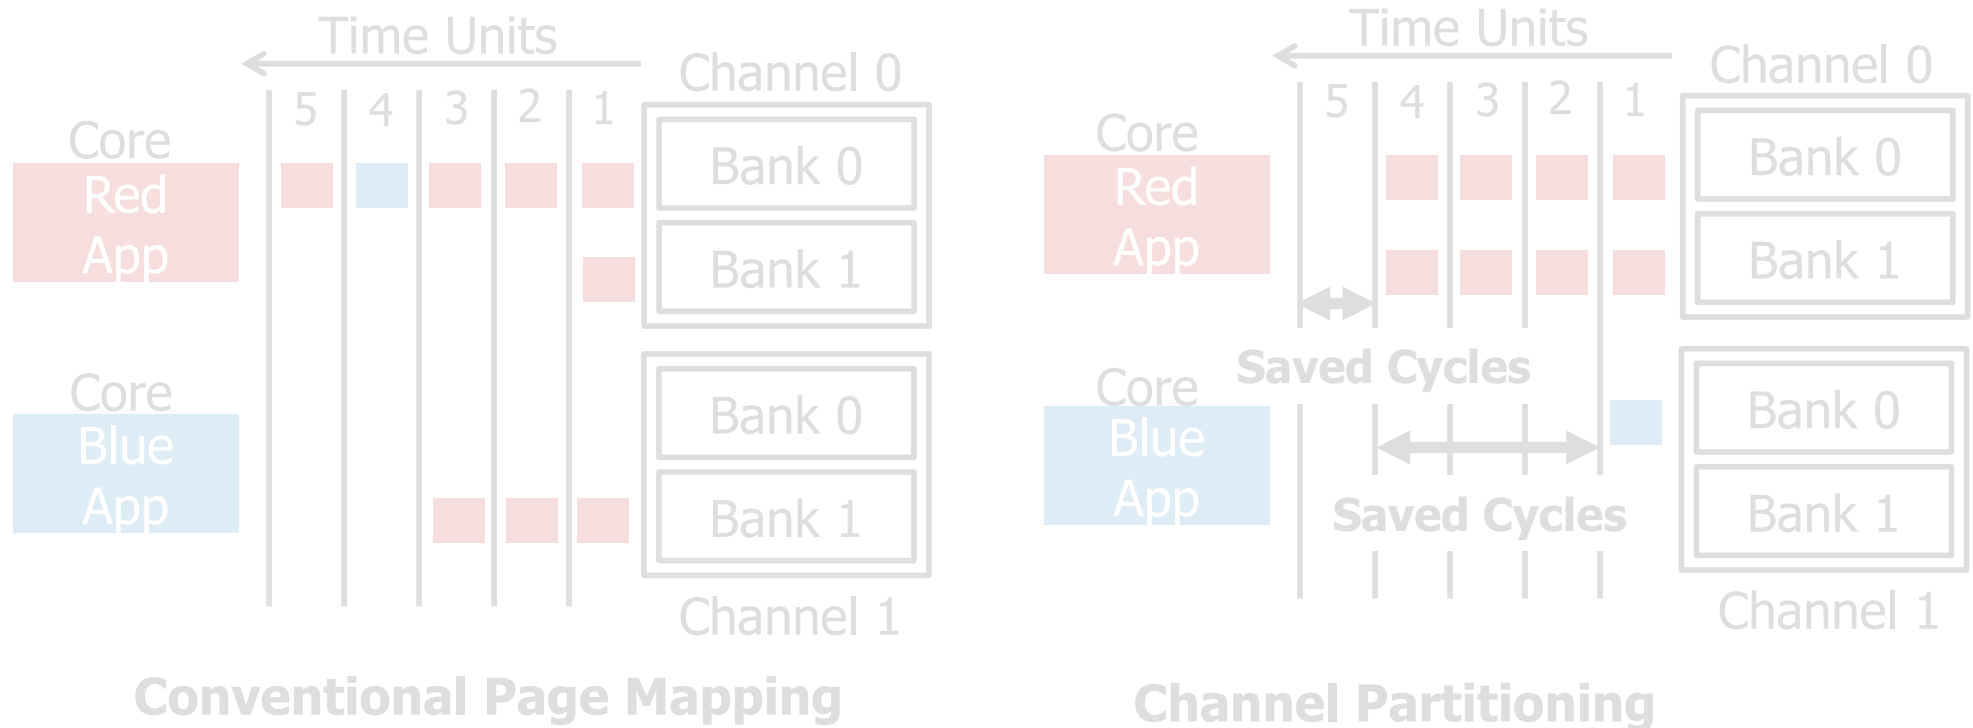 Time Units
Channel 0
5 4 3 2 1
Core
Red
App
Bank 0
Bank 1
Core
Blue
App
Bank 0
Bank 1
Channel 1
Conventional Page Mapping
Time Units
Channel 0
5 4 3 2 1
Core
Red
App
Bank 0
Bank 1
Saved Cycles
Core
Blue
App
Bank 0
Bank 1
Saved Cycles
Channel 1
Channel Partitioning